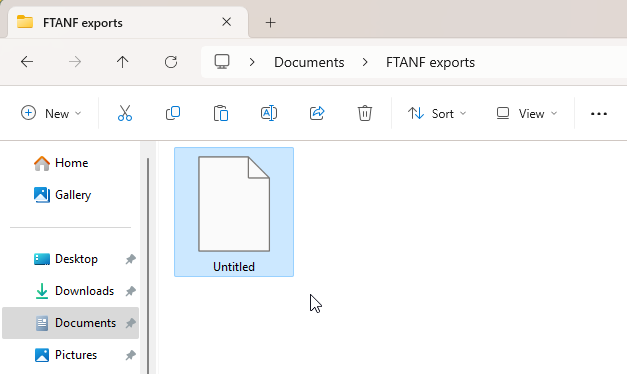 FTANF exports
Documents FTANF exports
New Sort View
Home
Gallery
Desktop
Downloads
Documents
Pictures
Untitled